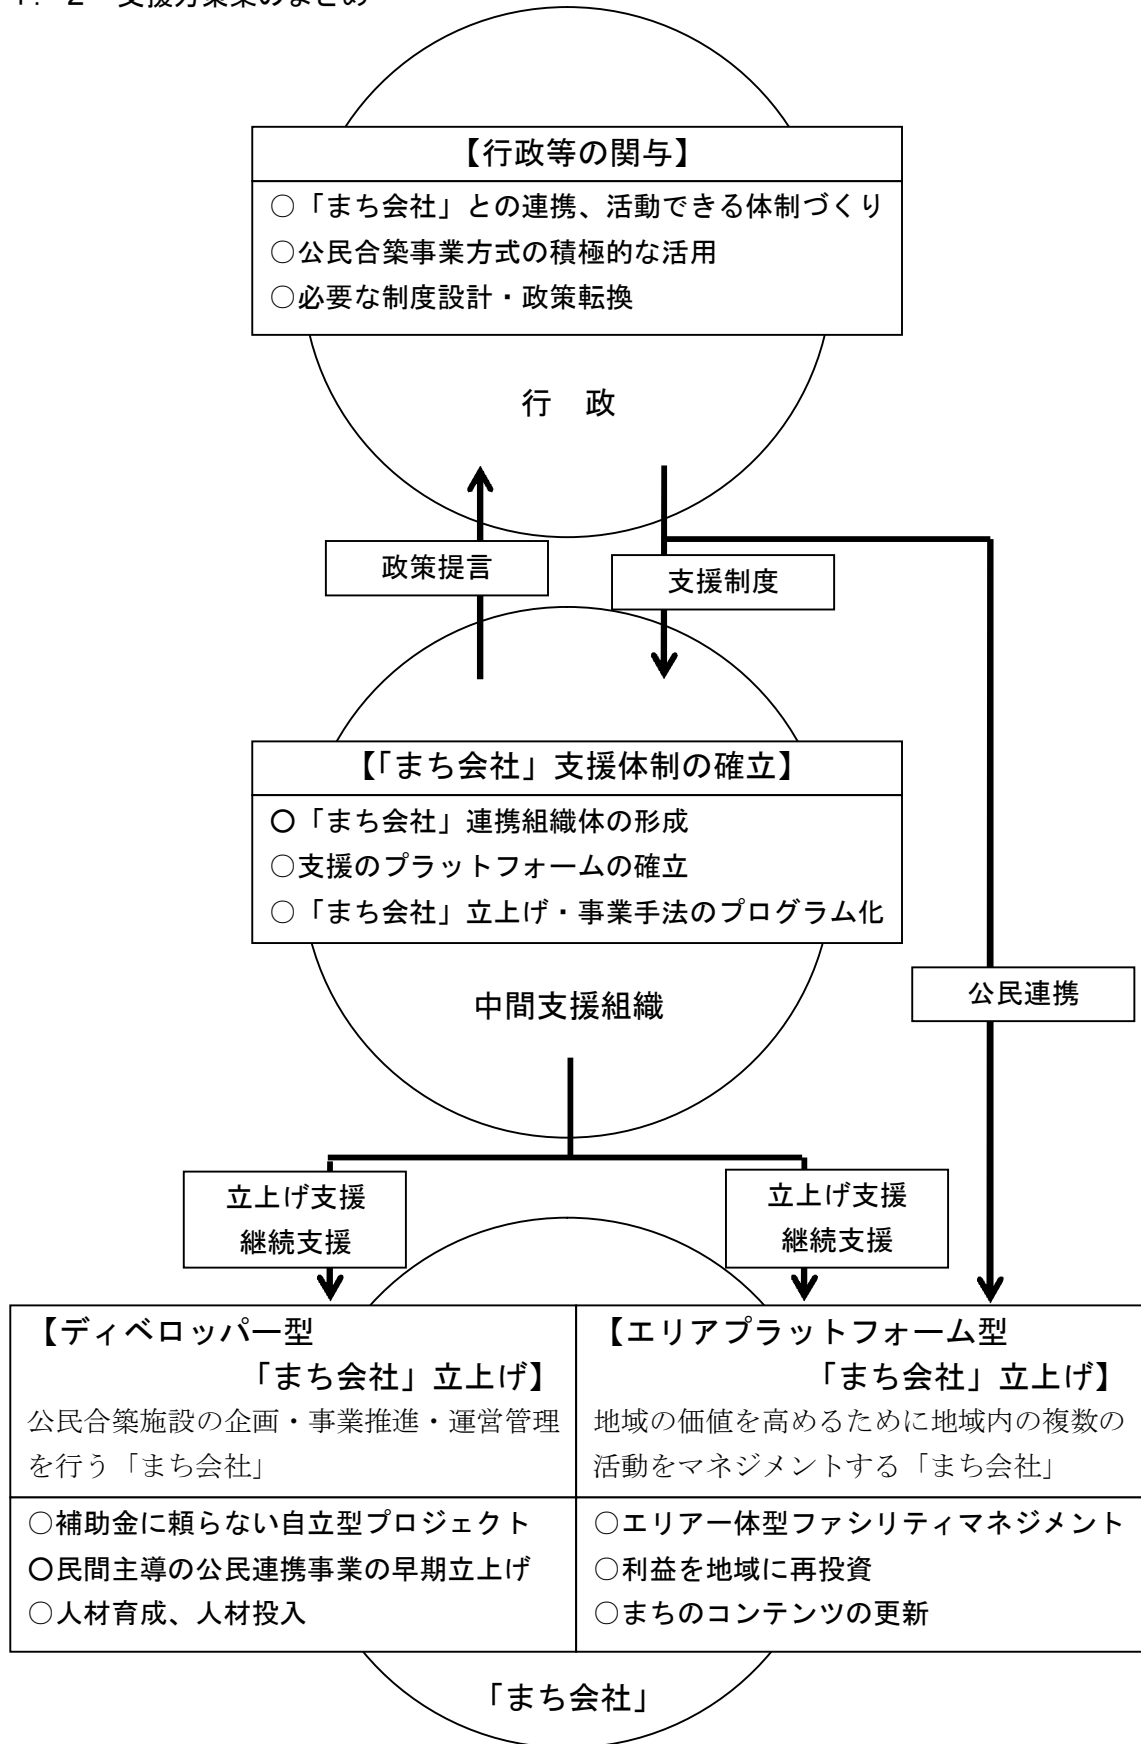 【行政等の関与】
○「まち会社」との連携、活動できる体制づくり
○公民合築事業方式の積極的な活用
○必要な制度設計・政策転換
行　政
政策提言
支援制度
【「まち会社」支援体制の確立】
○「まち会社」連携組織体の形成
○支援のプラットフォームの確立
○「まち会社」立上げ・事業手法のプログラム化
中間支援組織
公民連携
立上げ支援
継続支援
立上げ支援
継続支援
【ディベロッパー型
「まち会社」立上げ】
公民合築施設の企画・事業推進・運営管理
を行う「まち会社」
○補助金に頼らない自立型プロジェクト
○民間主導の公民連携事業の早期立上げ
○人材育成、人材投入
【エリアプラットフォーム型
「まち会社」立上げ】
地域の価値を高めるために地域内の複数の
活動をマネジメントする「まち会社」
○エリア一体型ファシリティマネジメント
○利益を地域に再投資
○まちのコンテンツの更新
「まち会社」